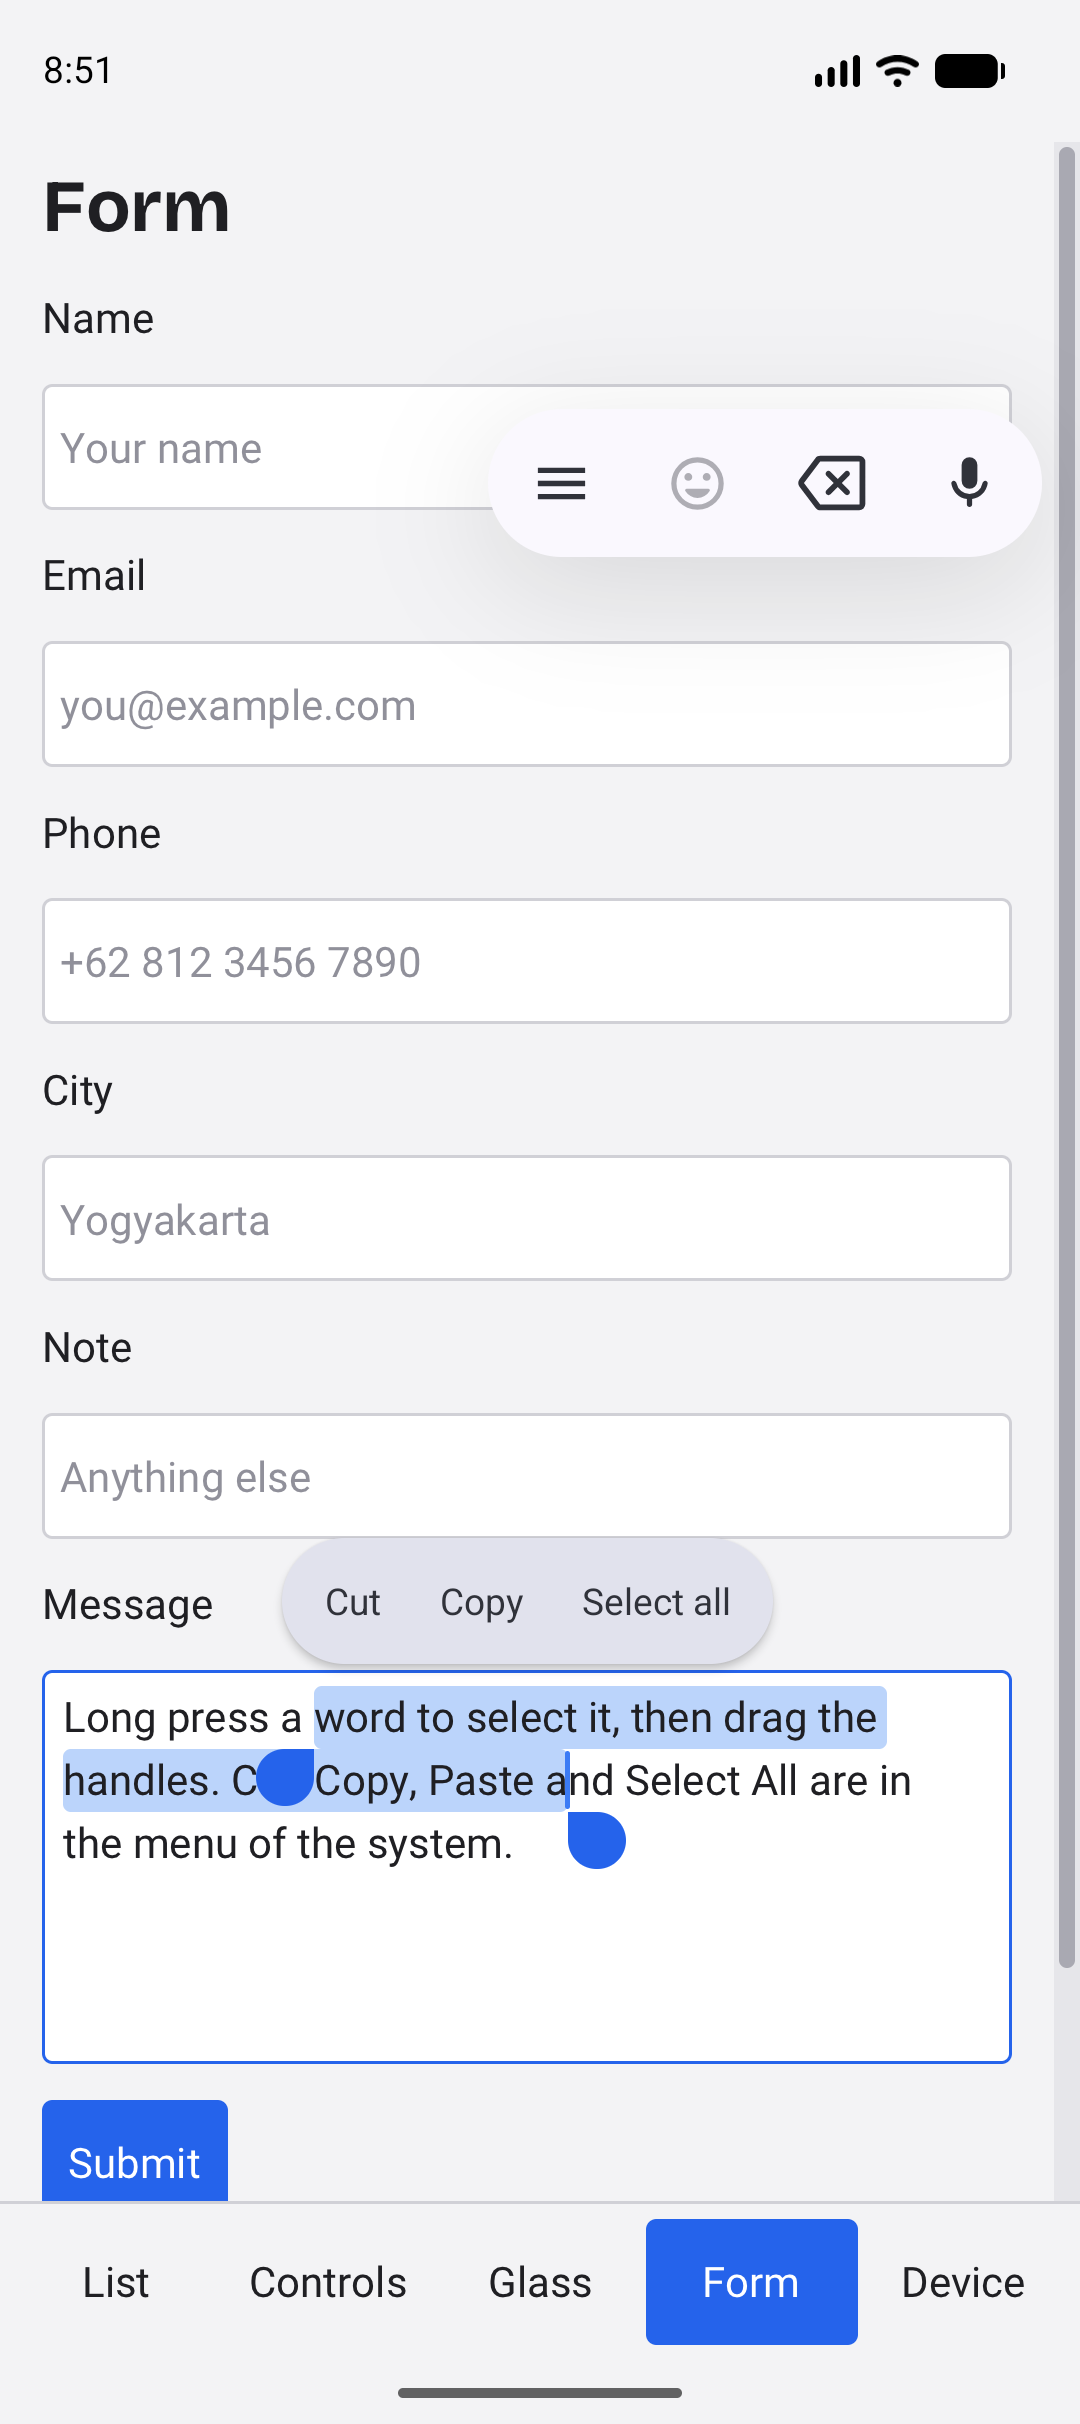 8:51
Form
Name
Your name
Email
you@example.com
Phone
+62 812 3456 7890
City
Yogyakarta
Note
Anything else
Message
Cut Copy Select all
Long press a word to select it, then drag the
handles. C Copy, Paste and Select All are in
the menu of the system.
Submit
List Controls Glass Form Device